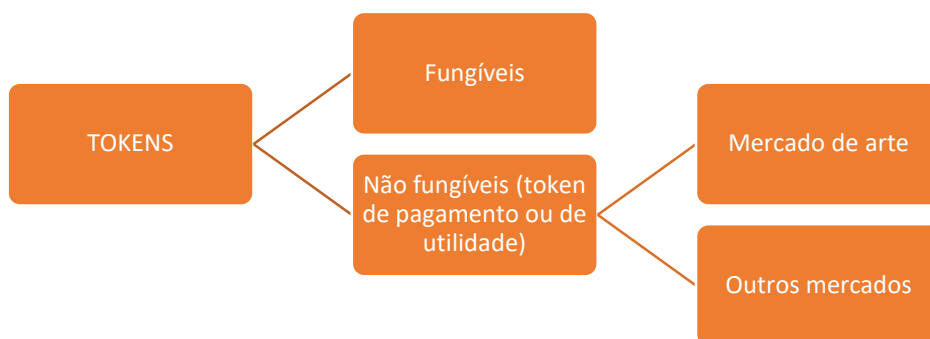 TOKENS
Fungíveis
Não fungíveis (token
de pagamento ou de
utilidade)
Mercado de arte
Outros mercados